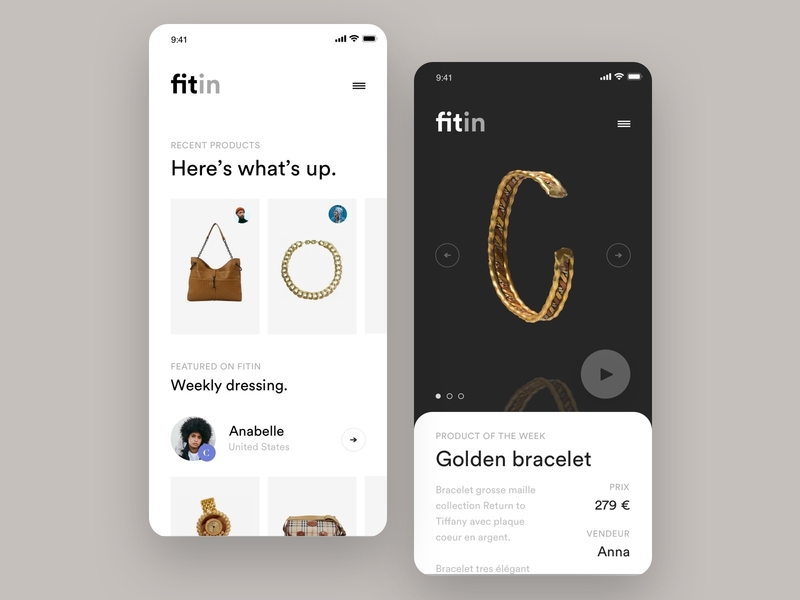 9:41
fitin
RECENT PRODUCTS
Here's what's up.
FEATURED ON FITIN
Weekly dressing.
Anabelle
United States
C
9:41
fitin
PRODUCT OF THE WEEK
Golden bracelet
Bracelet grosse maille
collection Return to
Tiffany avec plaque
coeur en argent.
Bracelet tres élégant
PRIX
279 €
VENDEUR
Anna